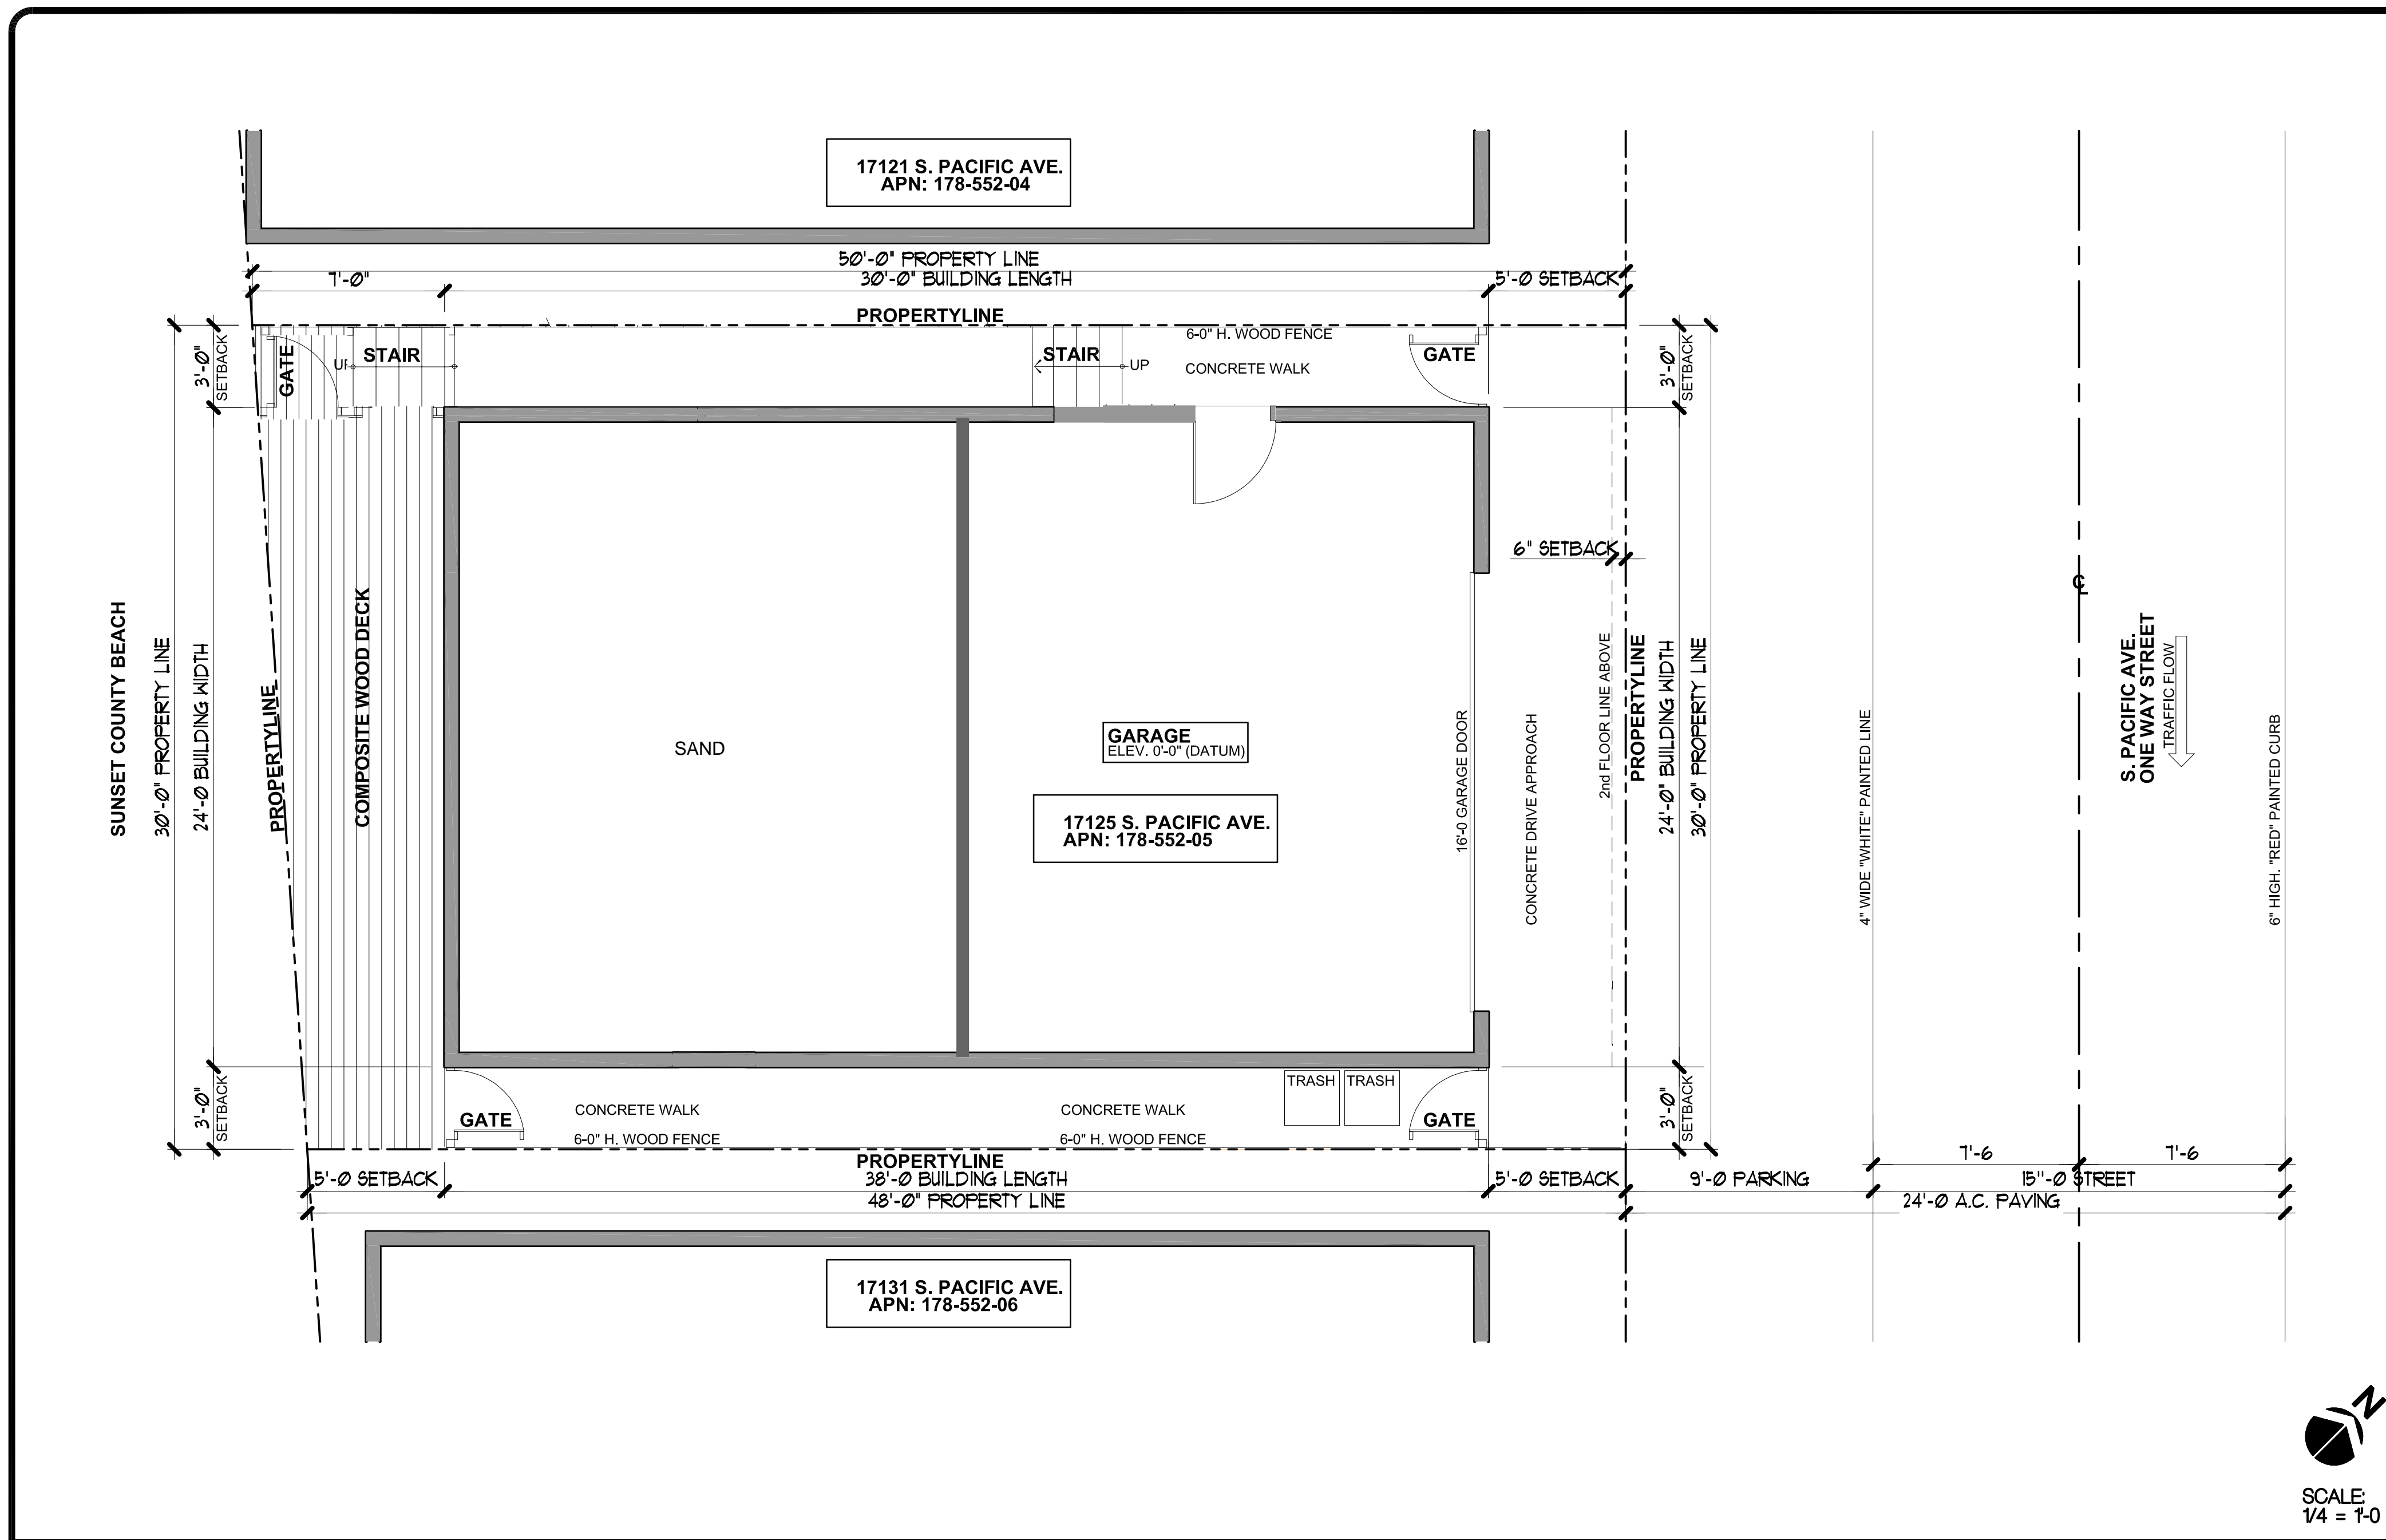 17121 S. PACIFIC AVE.
APN: 178-552-04
50'-0" PROPERTY LINE
7'-0"
30'-0" BUILDING LENGTH
5'-0 SETBACK
PROPERTYLINE
6-0" H. WOOD FENCE
3'-0"
SETBACK
GATE
UP
STAIR
STAIR
UP
CONCRETE WALK
GATE
3'-0"
SETBACK
6" SETBACK
SUNSET COUNTY BEACH
30'-0" PROPERTY LINE
24'-0 BUILDING WIDTH
PROPERTYLINE
COMPOSITE WOOD DECK
SAND
GARAGE
ELEV. 0'-0" (DATUM)
17125 S. PACIFIC AVE.
APN: 178-552-05
16'-0 GARAGE DOOR
CONCRETE DRIVE APPROACH
2nd FLOOR LINE ABOVE
PROPERTYLINE
24'-0" BUILDING WIDTH
30'-0" PROPERTY LINE
4" WIDE "WHITE" PAINTED LINE
CL
S. PACIFIC AVE.
ONE WAY STREET
TRAFFIC FLOW
6" HIGH. "RED" PAINTED CURB
3'-0"
SETBACK
GATE
CONCRETE WALK
6-0" H. WOOD FENCE
CONCRETE WALK
6-0" H. WOOD FENCE
TRASH
TRASH
GATE
3'-0"
SETBACK
PROPERTYLINE
5'-0 SETBACK
38'-0 BUILDING LENGTH
5'-0 SETBACK
9'-0 PARKING
7'-6
7'-6
15"-0 STREET
48'-0" PROPERTY LINE
24'-0 A.C. PAVING
17131 S. PACIFIC AVE.
APN: 178-552-06
N
SCALE:
1/4 = 1'-0